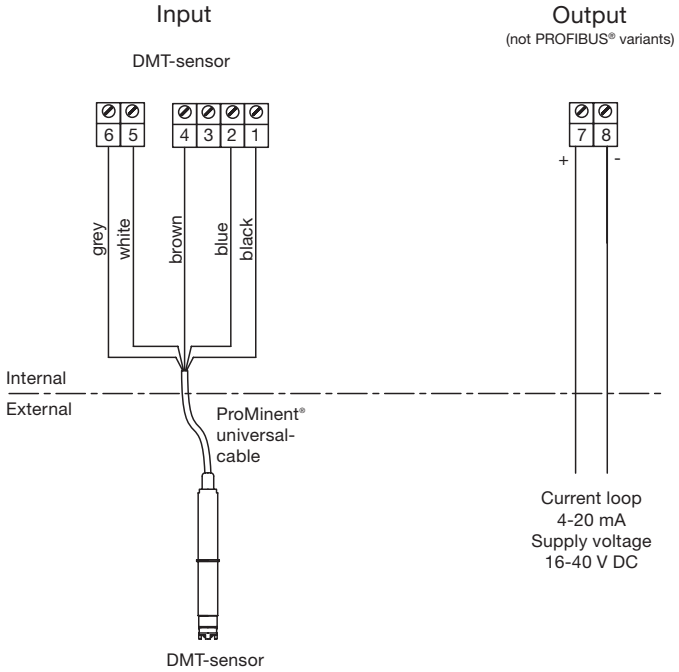 Input
Output
(not PROFIBUS® variants)
DMT-sensor
6 5 4 3 2 1
7 8
+ -
grey
white
brown
blue
black
Internal
External
ProMinent®
universal-
cable
Current loop
4-20 mA
Supply voltage
16-40 V DC
DMT-sensor